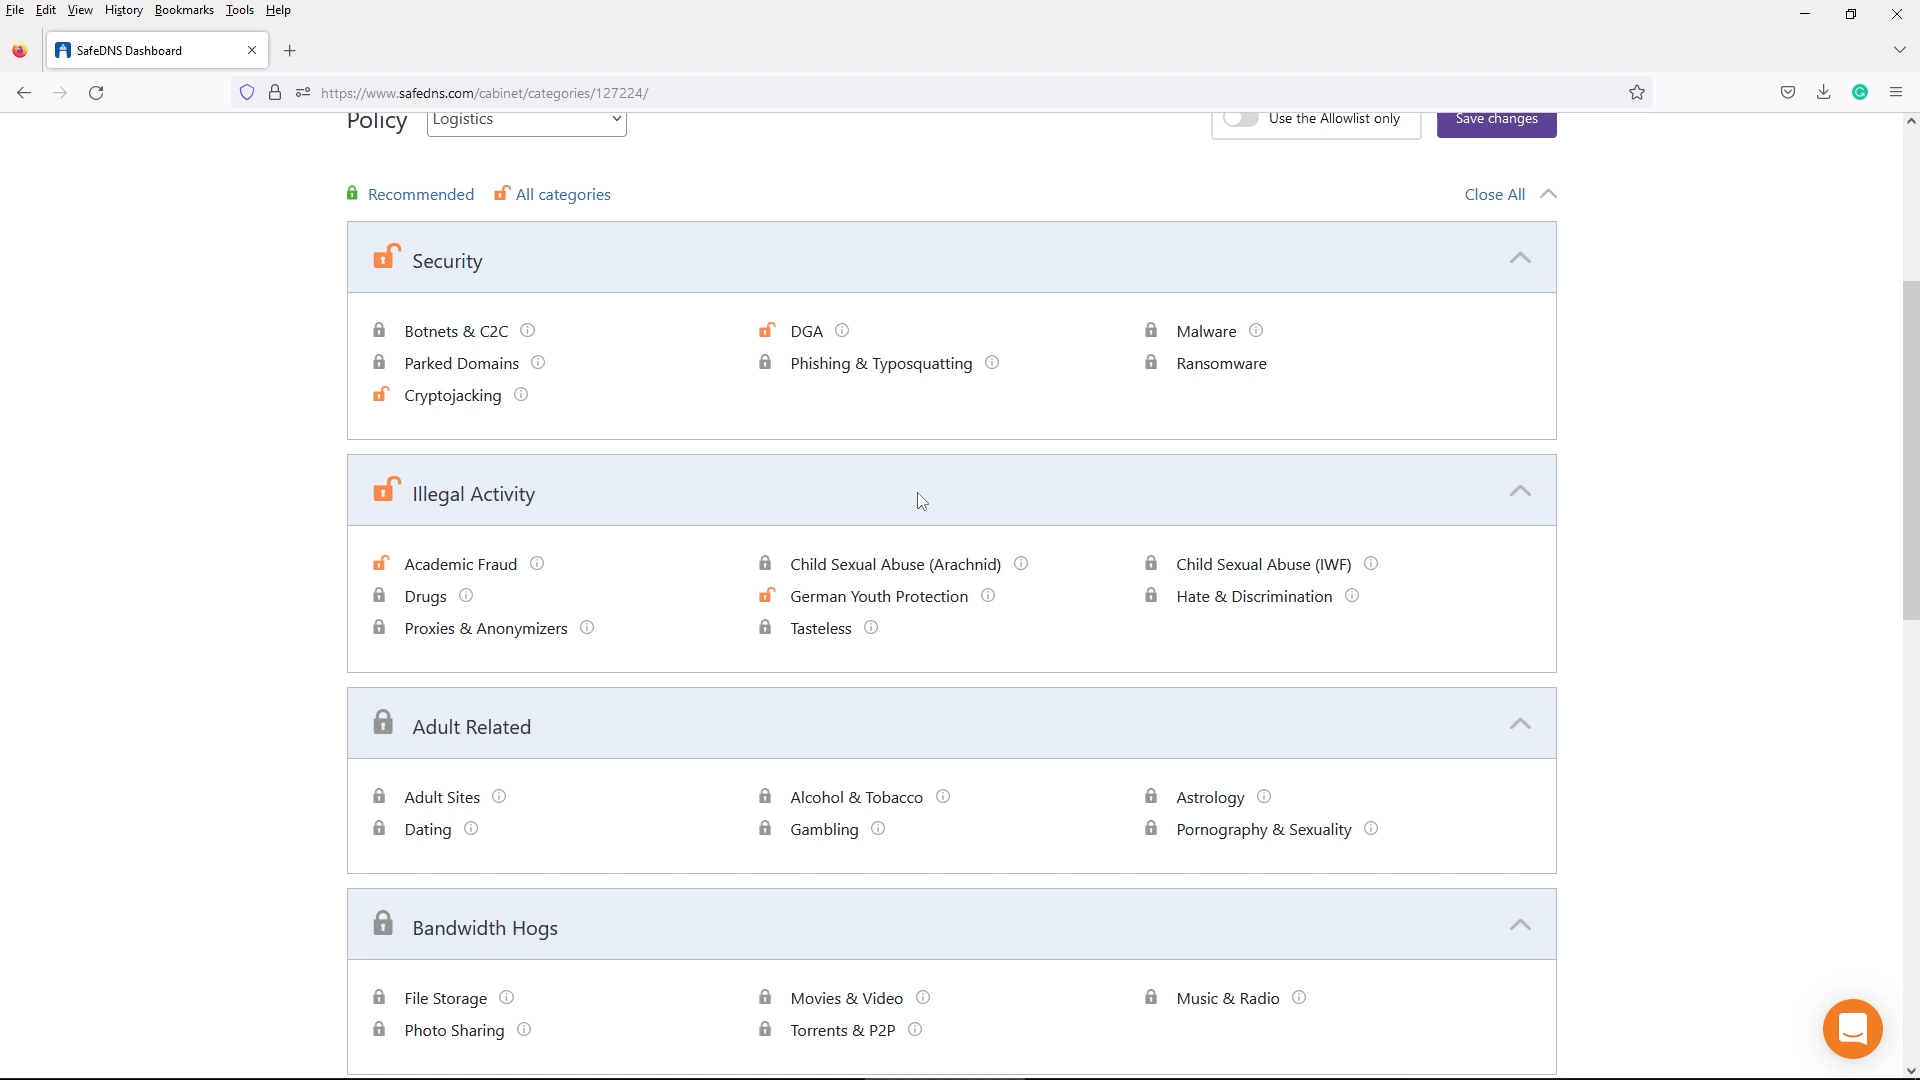 File Edit View History Bookmarks Tools Help
SafeDNS Dashboard
https://www.safedns.com/cabinet/categories/127224/
Policy Logistics Use the Allowlist only Save changes
Recommended All categories Close All
Security
Botnets & C2C DGA Malware
Parked Domains Phishing & Typosquatting Ransomware
Cryptojacking
Illegal Activity
Academic Fraud Child Sexual Abuse (Arachnid) Child Sexual Abuse (IWF)
Drugs German Youth Protection Hate & Discrimination
Proxies & Anonymizers Tasteless
Adult Related
Adult Sites Alcohol & Tobacco Astrology
Dating Gambling Pornography & Sexuality
Bandwidth Hogs
File Storage Movies & Video Music & Radio
Photo Sharing Torrents & P2P